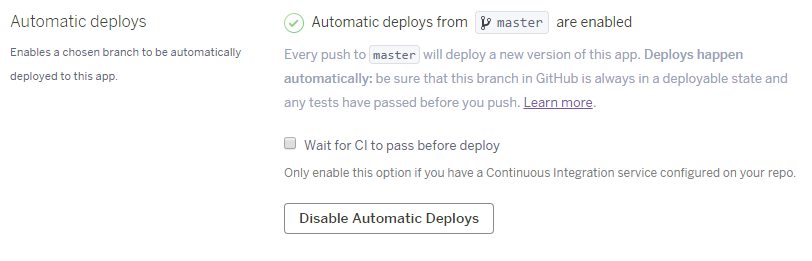 Automatic deploys
Enables a chosen branch to be automatically
deployed to this app.
Automatic deploys from master are enabled
Every push to master will deploy a new version of this app. Deploys happen
automatically: be sure that this branch in GitHub is always in a deployable state and
any tests have passed before you push. Learn more.
Wait for CI to pass before deploy
Only enable this option if you have a Continuous Integration service configured on your repo.
Disable Automatic Deploys